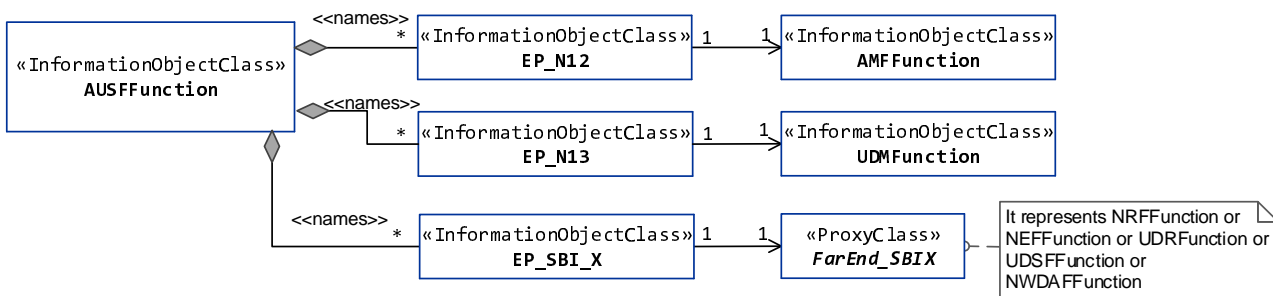 «InformationObjectClass»
AUSFFunction
<<names>>
*
«InformationObjectClass»
EP_N12
1
1
«InformationObjectClass»
AMFFunction
<<names>>
*
«InformationObjectClass»
EP_N13
1
1
«InformationObjectClass»
UDMFunction
<<names>>
*
«InformationObjectClass»
EP_SBI_X
1
1
«ProxyClass»
FarEnd_SBIX
It represents NRFFunction or
NEFFunction or UDRFunction or
UDSFFunction or
NWDAFFunction